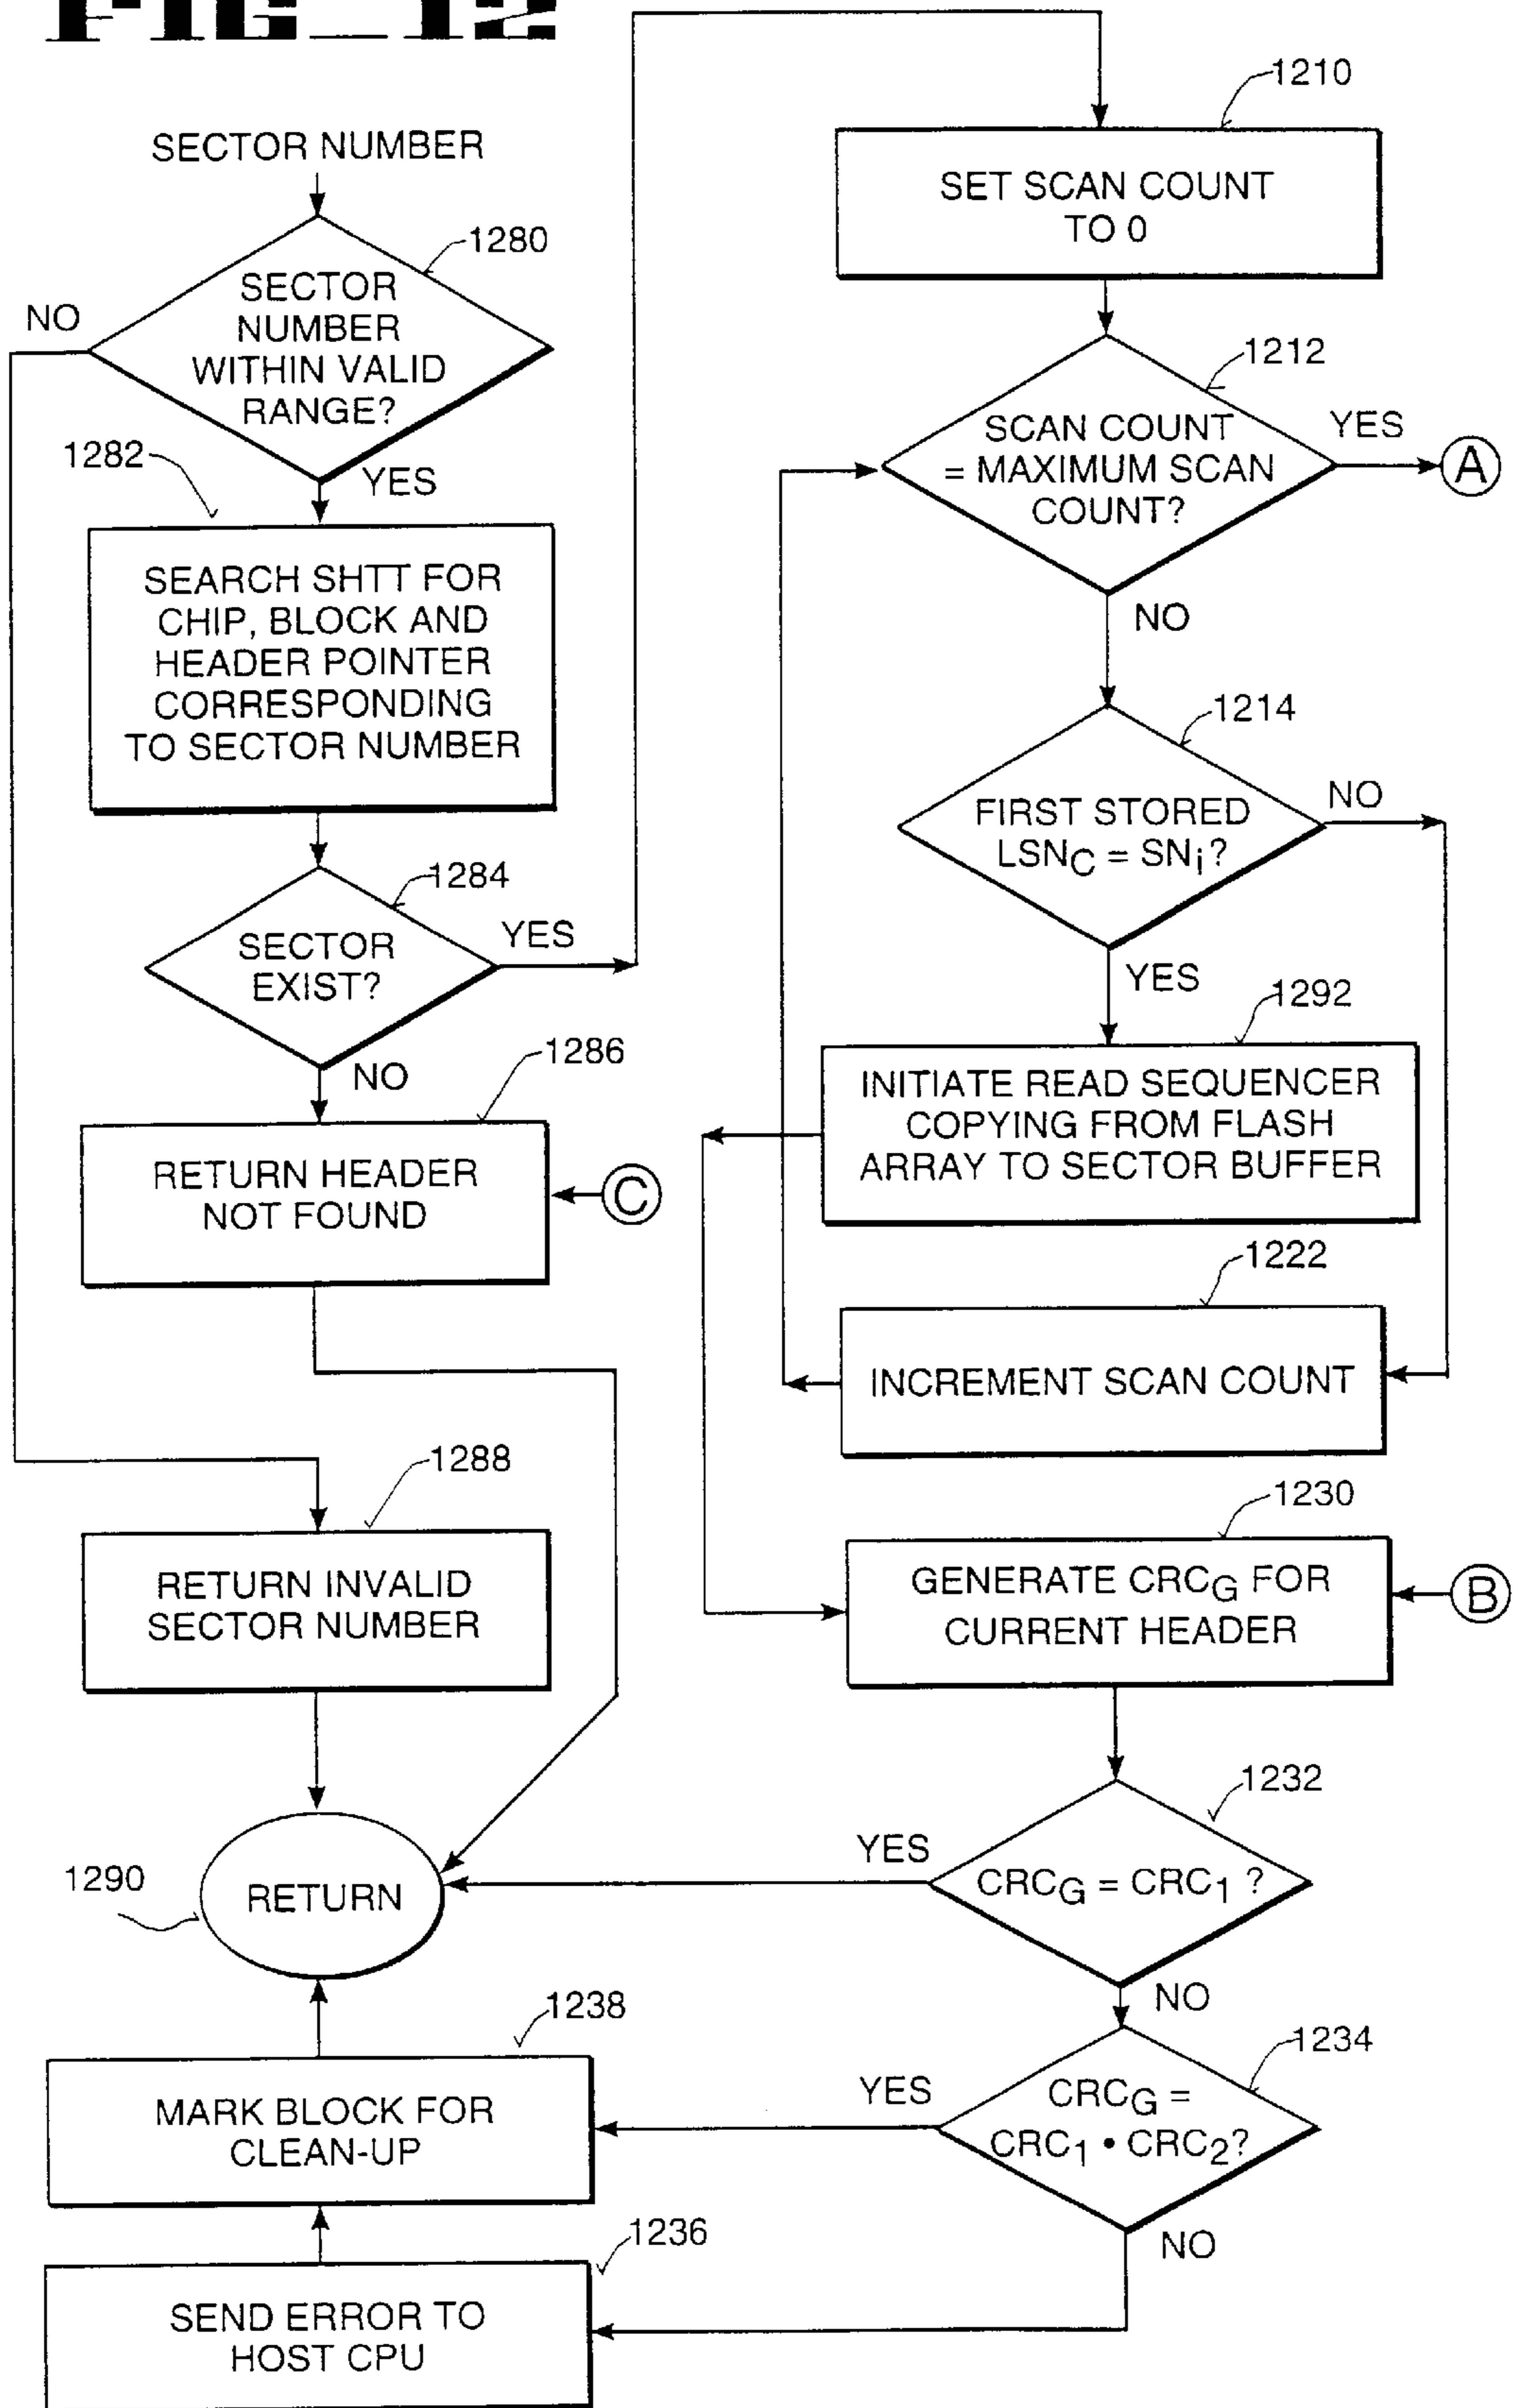 FIG_12
SECTOR NUMBER
1280
SECTOR
NUMBER
WITHIN VALID
RANGE?
NO
YES
1282
SEARCH SHTT FOR
CHIP, BLOCK AND
HEADER POINTER
CORRESPONDING
TO SECTOR NUMBER
1284
SECTOR
EXIST?
YES
NO
1286
RETURN HEADER
NOT FOUND
C
1288
RETURN INVALID
SECTOR NUMBER
1290
RETURN
1238
MARK BLOCK FOR
CLEAN-UP
1236
SEND ERROR TO
HOST CPU
1210
SET SCAN COUNT
TO 0
1212
SCAN COUNT
= MAXIMUM SCAN
COUNT?
YES
A
NO
1214
FIRST STORED
LSNC = SNi?
NO
YES
1292
INITIATE READ SEQUENCER
COPYING FROM FLASH
ARRAY TO SECTOR BUFFER
1222
INCREMENT SCAN COUNT
1230
GENERATE CRCG FOR
CURRENT HEADER
B
1232
YES
CRCG = CRC1 ?
NO
1234
YES
CRCG =
CRC1 • CRC2?
NO